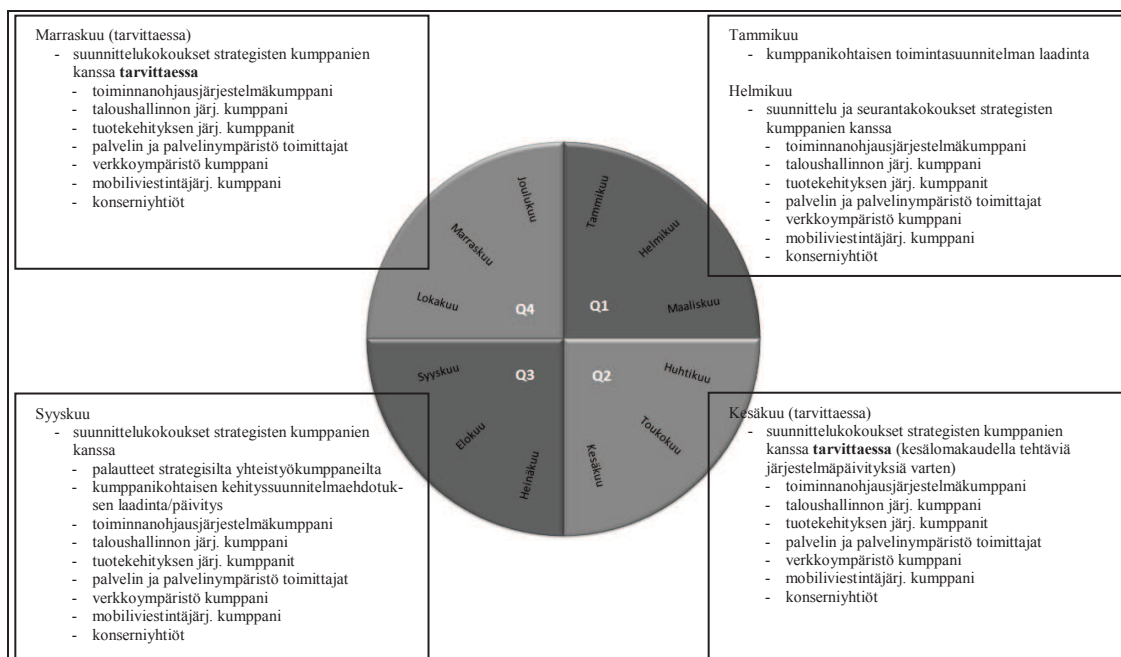 Marraskuu (tarvittaessa)
- suunnittelukokoukset strategisten kumppanien
kanssa tarvittaessa
- toiminnanohjausjärjestelmäkumppani
- taloushallinnon järj. kumppani
- tuotekehityksen järj. kumppanit
- palvelin ja palvelinympäristö toimittajat
- verkkoympäristö kumppani
- mobiliviestintäjärj. kumppani
- konserniyhtiöt
Tammikuu
- kumppanikohtaisen toimintasuunnitelman laadinta
Helmikuu
- suunnittelu ja seurantakokoukset strategisten
kumppanien kanssa
- toiminnanohjausjärjestelmäkumppani
- taloushallinnon järj. kumppani
- tuotekehityksen järj. kumppanit
- palvelin ja palvelinympäristö toimittajat
- verkkoympäristö kumppani
- mobiliviestintäjärj. kumppani
- konserniyhtiöt
Joulukuu
Marraskuu
Lokakuu
Q4
Tammikuu
Helmikuu
Maaliskuu
Q1
Syyskuu
Elokuu
Heinäkuu
Q3
Q2
Huhtikuu
Toukokuu
Kesäkuu
Syyskuu
- suunnittelukokoukset strategisten kumppanien
kanssa
- palautteet strategisilta yhteistyökumppaneilta
- kumppanikohtaisen kehityssuunnitelmaehdotuk-
sen laadinta/päivitys
- toiminnanohjausjärjestelmäkumppani
- taloushallinnon järj. kumppani
- tuotekehityksen järj. kumppanit
- palvelin ja palvelinympäristö toimittajat
- verkkoympäristö kumppani
- mobiliviestintäjärj. kumppani
- konserniyhtiöt
Kesäkuu (tarvittaessa)
- suunnittelukokoukset strategisten kumppanien
kanssa tarvittaessa (kesälomakaudella tehtäviä
järjestelmäpäivityksiä varten)
- toiminnanohjausjärjestelmäkumppani
- taloushallinnon järj. kumppani
- tuotekehityksen järj. kumppanit
- palvelin ja palvelinympäristö toimittajat
- verkkoympäristö kumppani
- mobiliviestintäjärj. kumppani
- konserniyhtiöt